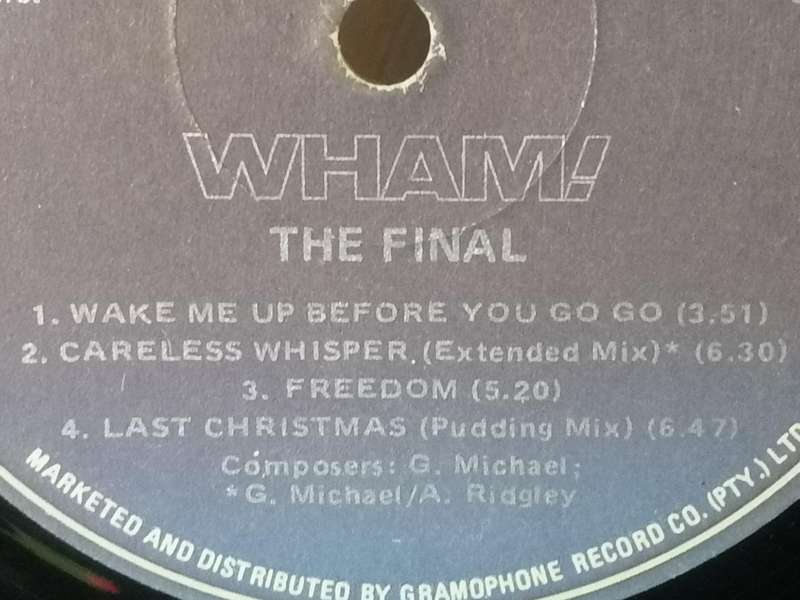 WHAM!
THE FINAL
1. WAKE ME UP BEFORE YOU GO GO (3.51)
2. CARELESS WHISPER.(Extended Mix)* (6.30)
3. FREEDOM (5.20)
4. LAST CHRISTMAS (Pudding Mix) (6.47)
Composers: G. Michael;
*G. Michael/A. Ridgley
MARKETED AND DISTRIBUTED BY GRAMOPHONE RECORD CO. (PTY.) LTD